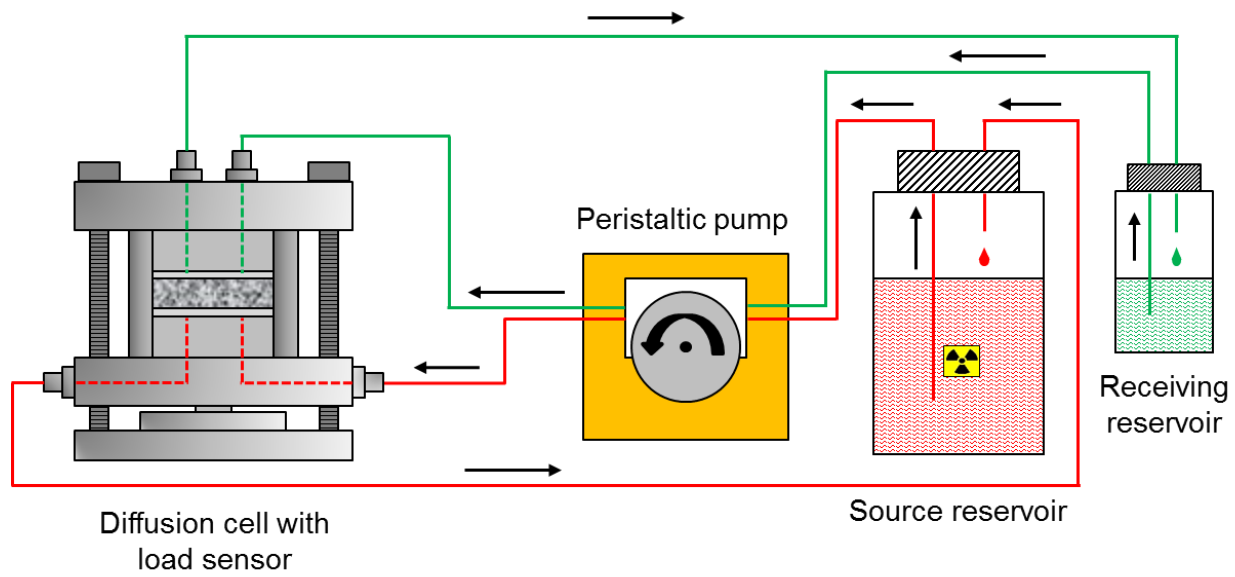 Peristaltic pump
Receiving
reservoir
Source reservoir
Diffusion cell with
load sensor